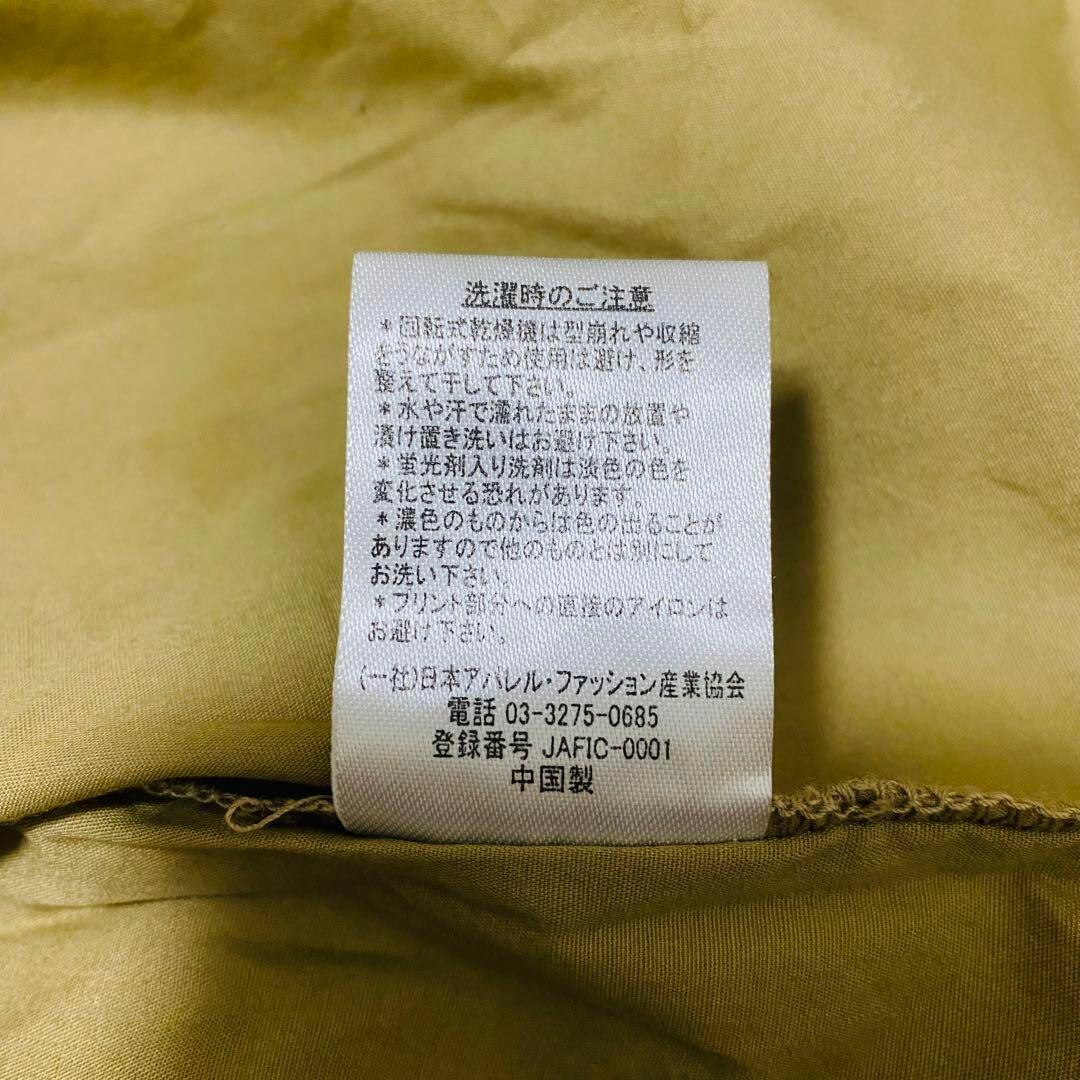 洗濯時のご注意
*回転式乾燥機は型崩れや収縮
をうながすため使用は避け、形を
整えて干して下さい。
*水や汗で濡れたままの放置や
漬け置き洗いはお避け下さい。
*蛍光剤入り洗剤は淡色の色を
変化させる恐れがあります。
*濃色のものからは色の出ることが
ありますので他のものとは別にして
お洗い下さい。
*プリント部分への直接のアイロンは
お避け下さい。
(一社)日本アパレル・ファッション産業協会
電話 03-3275-0685
登録番号 JAFIC-0001
中国製